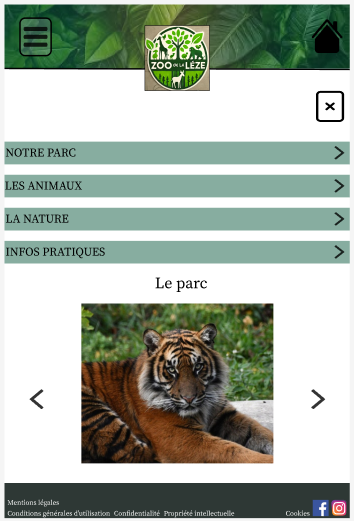 ZOO DE LA LÈZE
NOTRE PARC
LES ANIMAUX
LA NATURE
INFOS PRATIQUES
Le parc
Mentions légales
Conditions générales d'utilisation Confidentialité Propriété intellectuelle Cookies